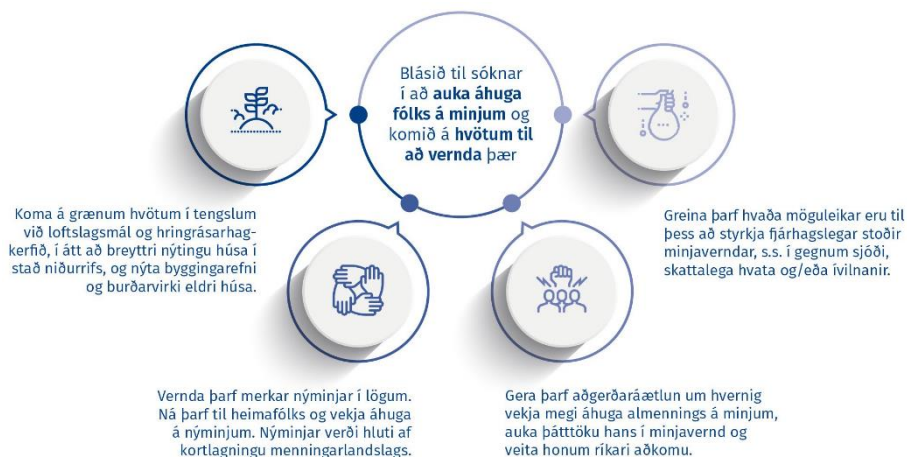 Blásið til sóknar
í að auka áhuga
fólks á minjum og
komið á hvötum til
að vernda þær
Koma á grænum hvötum í tengslum
við loftslagsmál og hringrásarhag-
kerfið, í átt að breyttri nýtingu húsa í
stað niðurrifs, og nýta byggingarefni
og burðarvirki eldri húsa.
Greina þarf hvaða möguleikar eru til
þess að styrkja fjárhagslegar stoðir
minjaverndar, s.s. í gegnum sjóði,
skattalega hvata og/eða ívilnanir.
Vernda þarf merkar nýminjar í lögum.
Ná þarf til heimafólks og vekja áhuga
á nýminjum. Nýminjar verði hluti af
kortlagningu menningarlandslags.
Gera þarf aðgerðaráætlun um hvernig
vekja megi áhuga almennings á minjum,
auka þátttöku hans í minjavernd og
veita honum ríkari aðkomu.